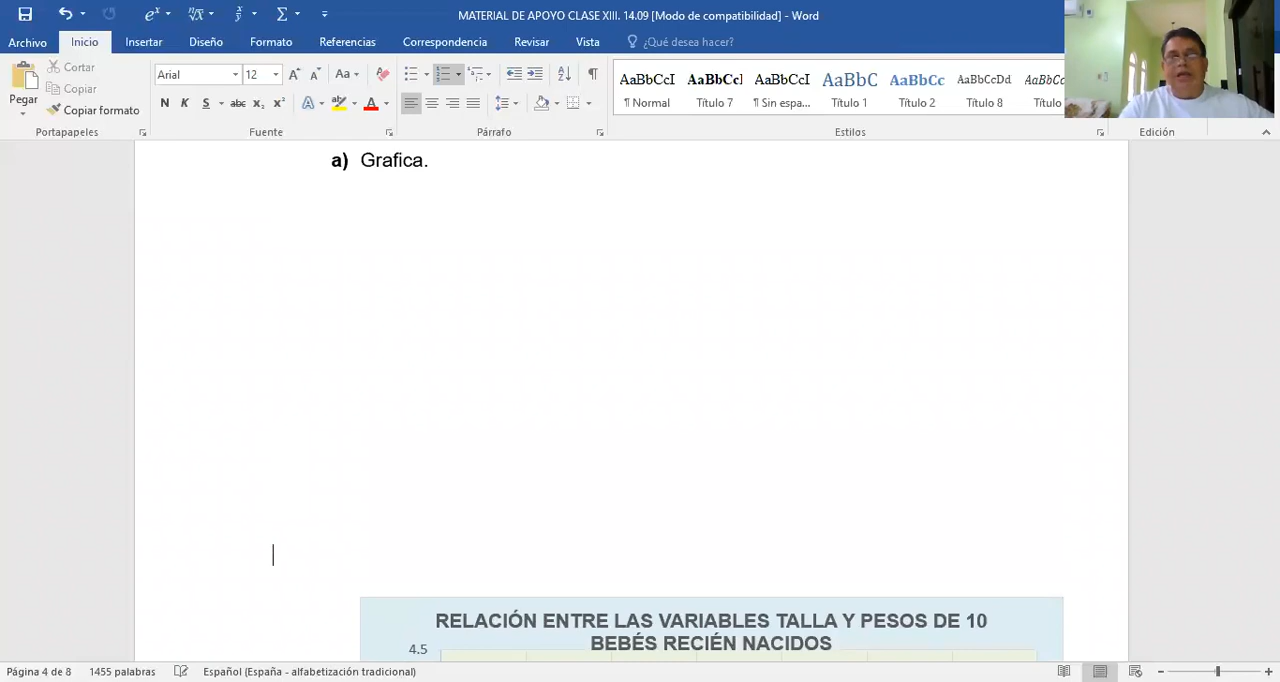 MATERIAL DE APOYO CLASE XIII. 14.09 [Modo de compatibilidad] - Word
Archivo Inicio Insertar Diseño Formato Referencias Correspondencia Revisar Vista ¿Qué desea hacer?
Pegar
Cortar
Copiar
Copiar formato
Portapapeles
Arial 12
N K S abc x₂ x²
Fuente
Párrafo
AaBbCcI AaBbCcI AaBbCcI AaBbC AaBbCc AaBbCcDd AaBbCc
¶ Normal Título 7 ¶ Sin espa... Título 1 Título 2 Título 8 Título
Estilos
Edición
a) Grafica.
RELACIÓN ENTRE LAS VARIABLES TALLA Y PESOS DE 10
BEBÉS RECIÉN NACIDOS
4.5
Página 4 de 8 1455 palabras Español (España - alfabetización tradicional)